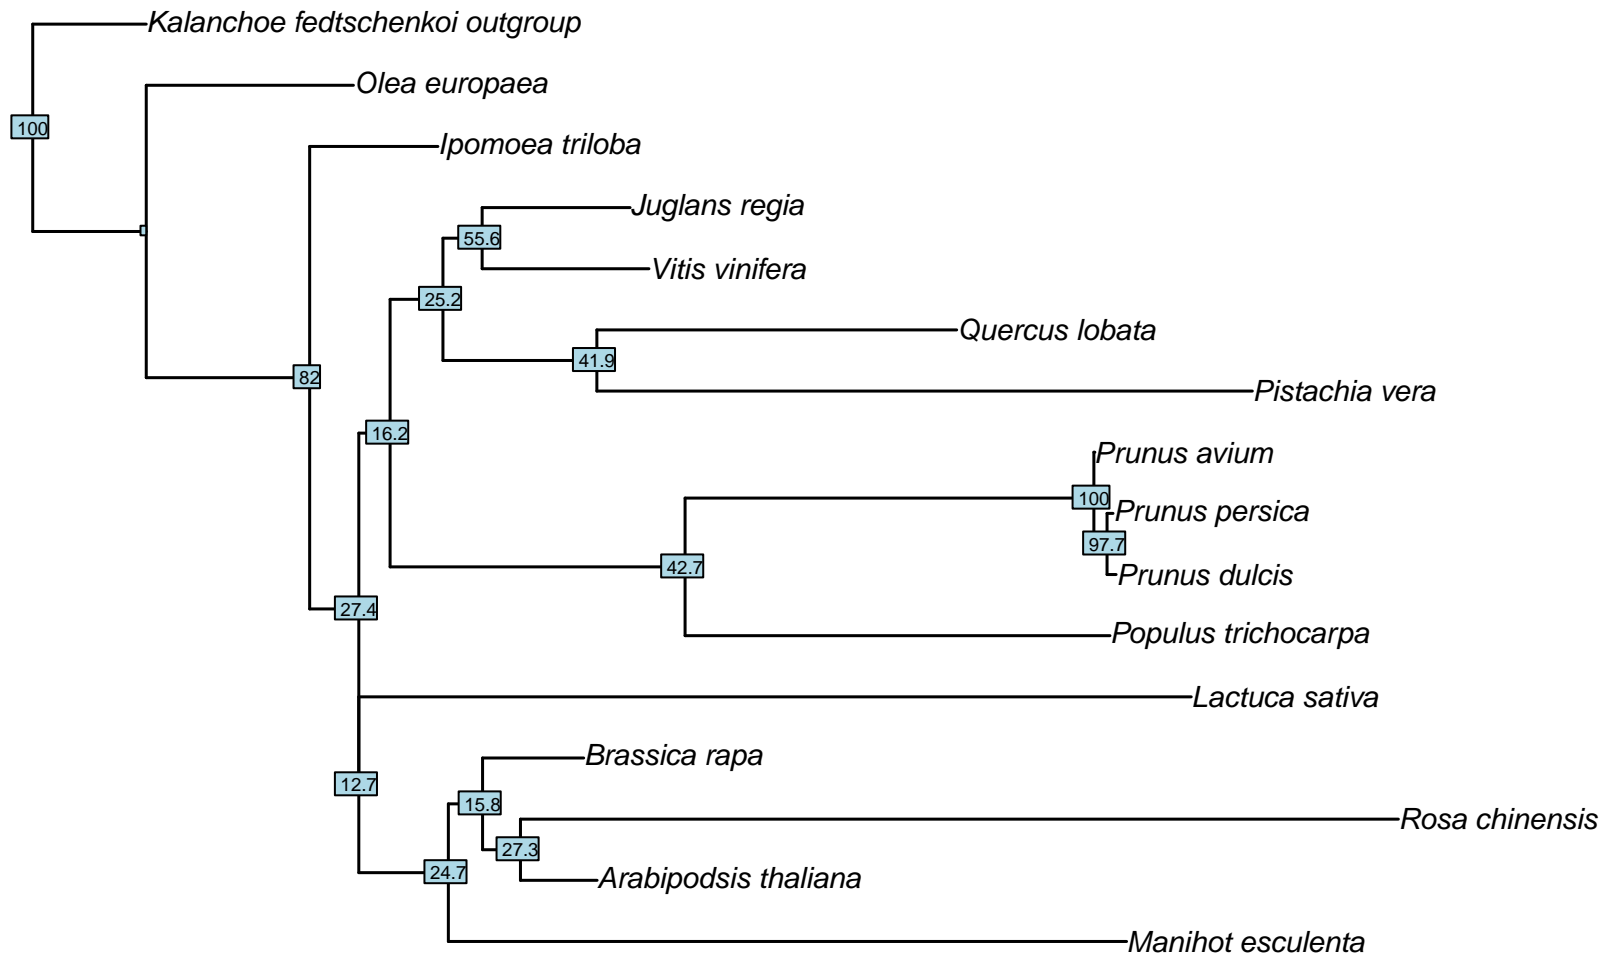 Kalanchoe fedtschenkoi outgroup
Olea europaea
100
Ipomoea triloba
Juglans regia
55.6
Vitis vinifera
25.2
Quercus lobata
41.9
82
Pistachia vera
16.2
Prunus avium
100
Prunus persica
97.7
42.7
Prunus dulcis
27.4
Populus trichocarpa
Lactuca sativa
Brassica rapa
12.7
15.8
Rosa chinensis
27.3
24.7
Arabipodsis thaliana
Manihot esculenta